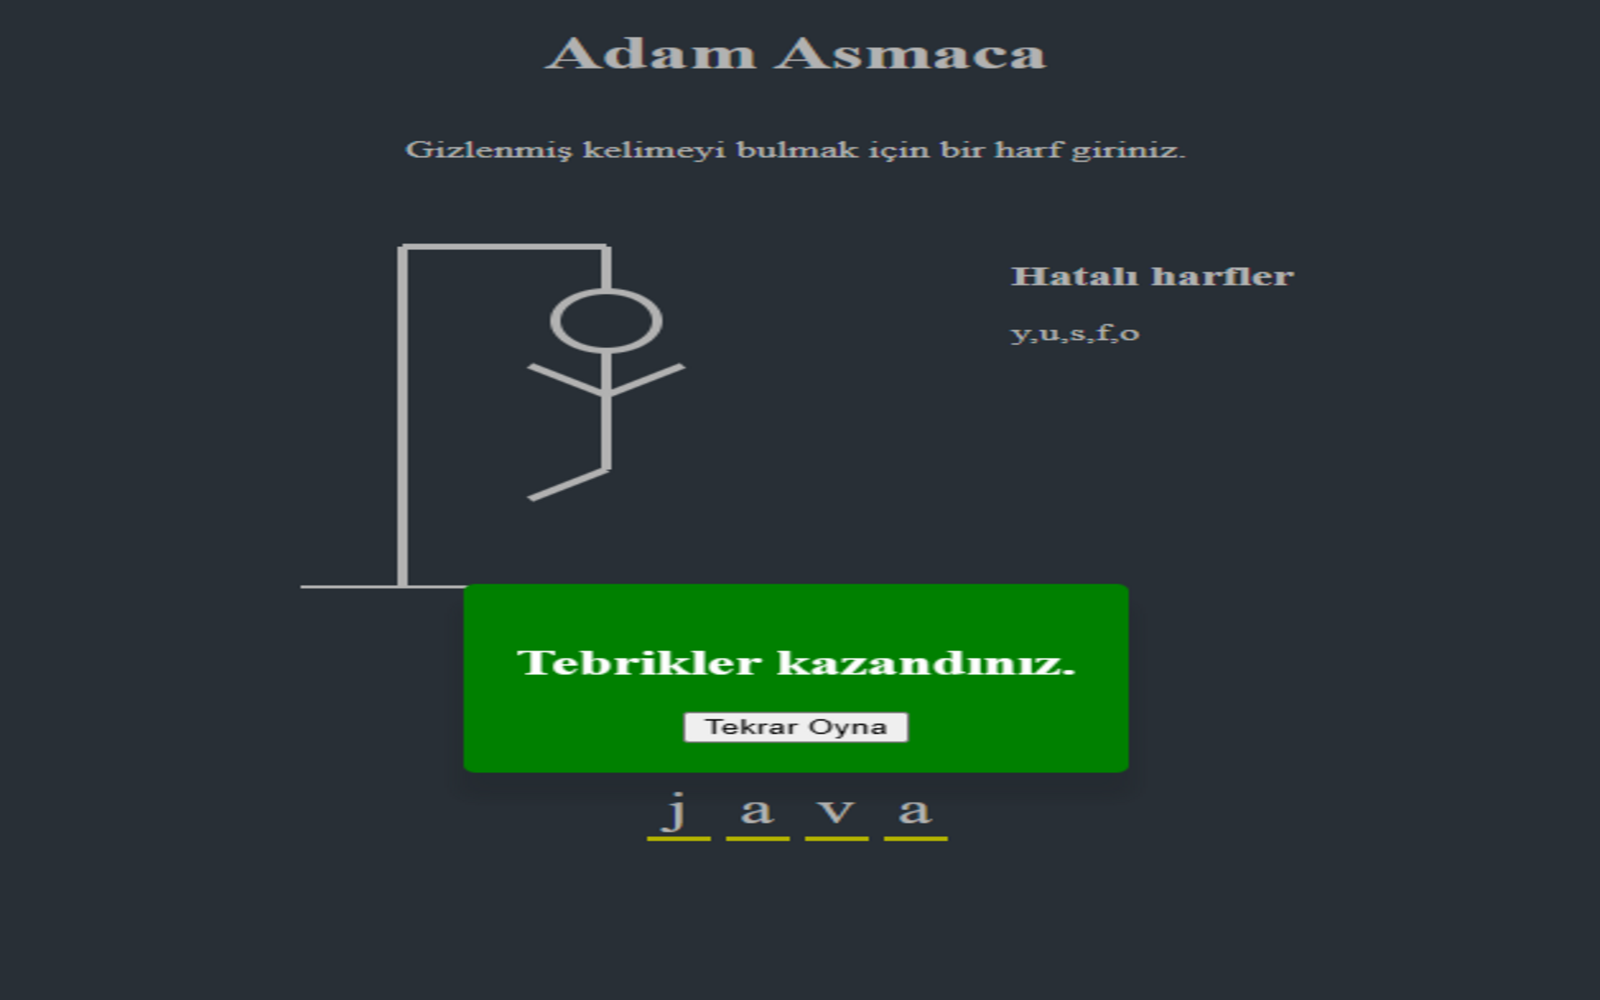 Adam Asmaca
Gizlenmiş kelimeyi bulmak için bir harf giriniz.
Hatalı harfler
y,u,s,f,o
Tebrikler kazandınız.
Tekrar Oyna
j a v a